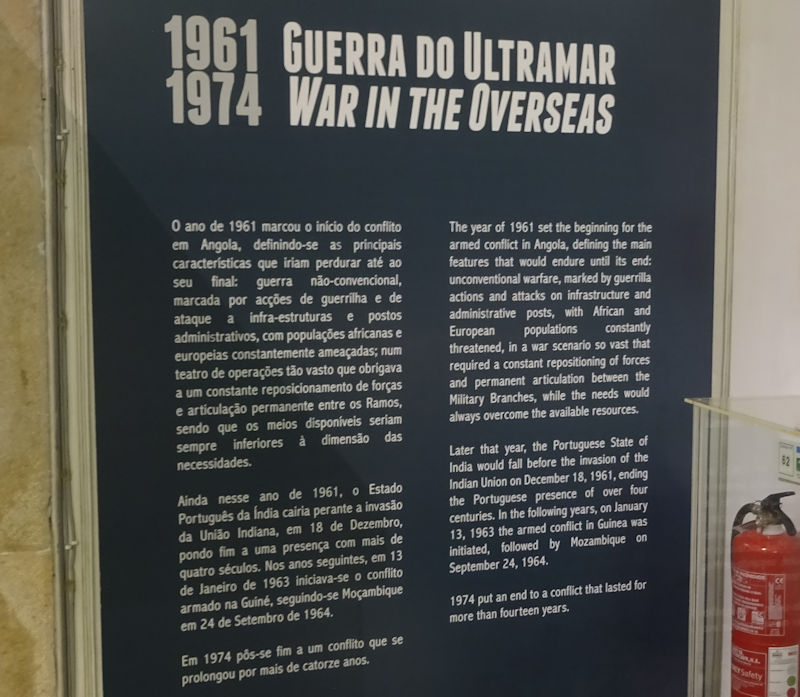 1961
1974
GUERRA DO ULTRAMAR
WAR IN THE OVERSEAS
O ano de 1961 marcou o início do conflito
em Angola, definindo-se as principais
características que iriam perdurar até ao
seu final: guerra não-convencional,
marcada por acções de guerrilha e de
ataque a infra-estruturas e postos
administrativos, com populações africanas e
europeias constantemente ameaçadas; num
teatro de operações tão vasto que obrigava
a um constante reposicionamento de forças
e articulação permanente entre os Ramos,
sendo que os meios disponíveis seriam
sempre inferiores à dimensão das
necessidades.
Ainda nesse ano de 1961, o Estado
Português da Índia cairia perante a invasão
da União Indiana, em 18 de Dezembro,
pondo fim a uma presença com mais de
quatro séculos. Nos anos seguintes, em 13
de Janeiro de 1963 iniciava-se o conflito
armado na Guiné, seguindo-se Moçambique
em 24 de Setembro de 1964.
Em 1974 pôs-se fim a um conflito que se
prolongou por mais de catorze anos.
The year of 1961 set the beginning for the
armed conflict in Angola, defining the main
features that would endure until its end:
unconventional warfare, marked by guerrilla
actions and attacks on infrastructure and
administrative posts, with African and
European populations constantly
threatened, in a war scenario so vast that
required a constant repositioning of forces
and permanent articulation between the
Military Branches, while the needs would
always overcome the available resources.
Later that year, the Portuguese State of
India would fall before the invasion of the
Indian Union on December 18, 1961, ending
the Portuguese presence of over four
centuries. In the following years, on January
13, 1963 the armed conflict in Guinea was
initiated, followed by Mozambique on
September 24, 1964.
1974 put an end to a conflict that lasted for
more than fourteen years.
62
Safety